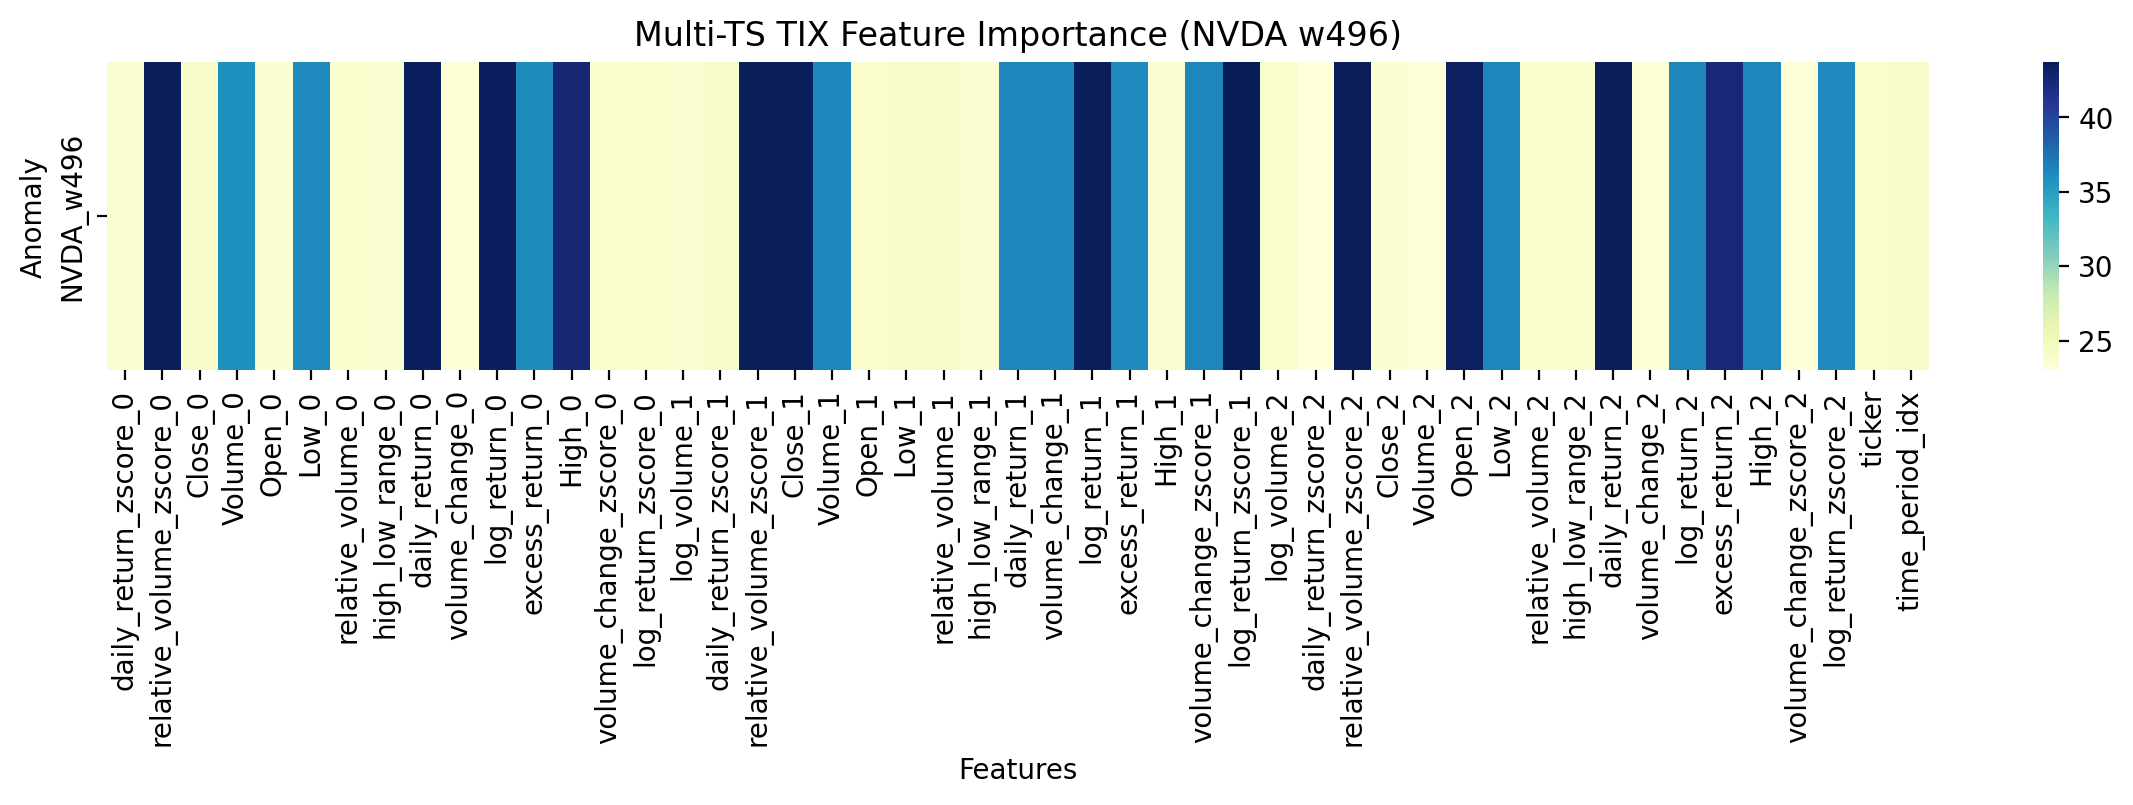 Multi-TS TIX Feature Importance (NVDA w496)
Anomaly
NVDA_w496
40
35
30
25
daily_return_zscore_0
relative_volume_zscore_0
Close_0
Volume_0
Open_0
Low_0
relative_volume_0
high_low_range_0
daily_return_0
volume_change_0
log_return_0
excess_return_0
High_0
volume_change_zscore_0
log_return_zscore_0
log_volume_1
daily_return_zscore_1
relative_volume_zscore_1
Close_1
Volume_1
Open_1
Low_1
relative_volume_1
high_low_range_1
daily_return_1
volume_change_1
log_return_1
excess_return_1
High_1
volume_change_zscore_1
log_return_zscore_1
log_volume_2
daily_return_zscore_2
relative_volume_zscore_2
Close_2
Volume_2
Open_2
Low_2
relative_volume_2
high_low_range_2
daily_return_2
volume_change_2
log_return_2
excess_return_2
High_2
volume_change_zscore_2
log_return_zscore_2
ticker
time_period_idx
Features